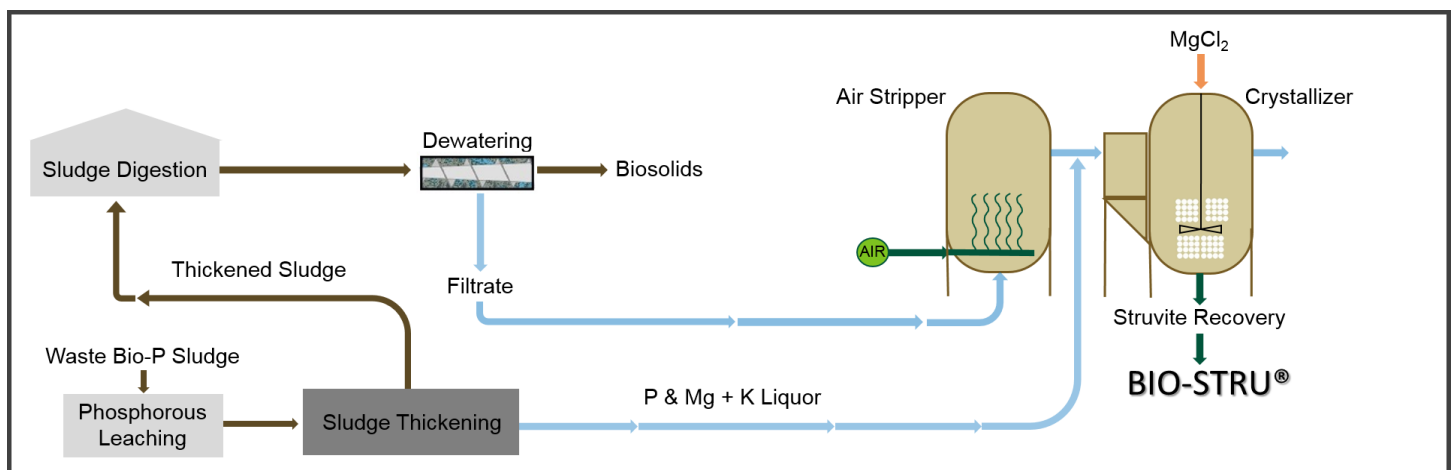 MgCl₂
Air Stripper
Crystallizer
Dewatering
Sludge Digestion
Biosolids
AIR
Thickened Sludge
Filtrate
Struvite Recovery
Waste Bio-P Sludge
BIO-STRU®
P & Mg + K Liquor
Phosphorous
Leaching
Sludge Thickening